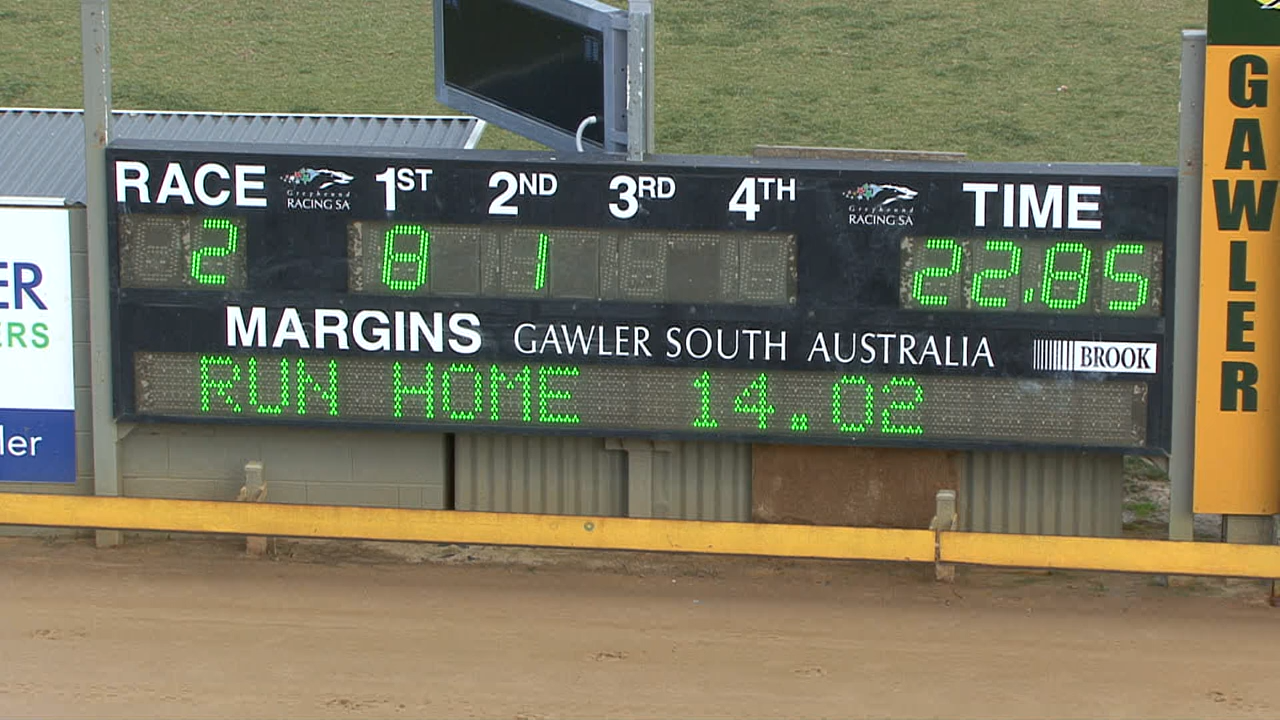 RACE 1ST 2ND 3RD 4TH TIME
Greyhound RACING SA
Greyhound RACING SA
2 8 1 22.85
MARGINS GAWLER SOUTH AUSTRALIA BROOK
RUN HOME 14.02
GAWLER
ER
ERS
ler